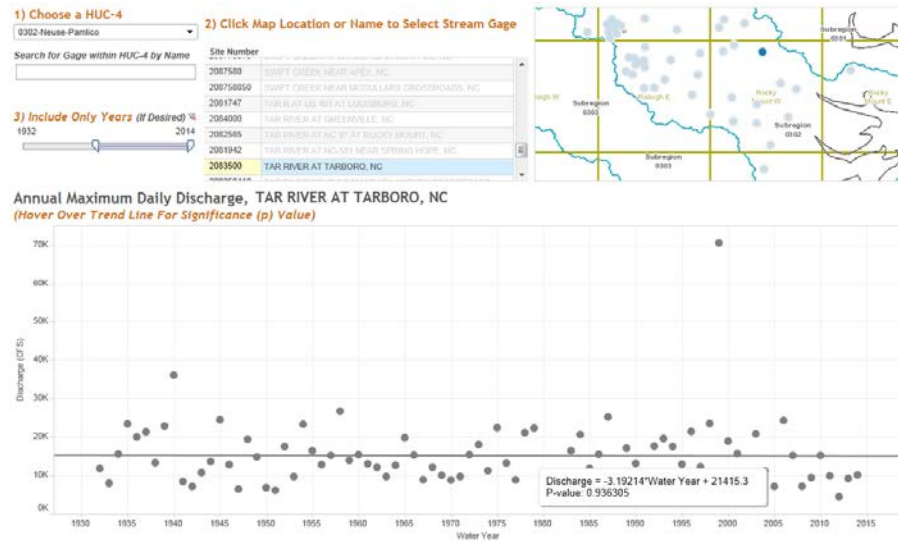 1) Choose a HUC-4
0302-Neuse-Pamlico
Search for Gage within HUC-4 by Name
3) Include Only Years (If Desired)
1932 2014
2) Click Map Location or Name to Select Stream Gage
Site Number
2087580 SWIFT CREEK NEAR APEX, NC
208758850 SWIFT CREEK NEAR MCCULLARS CROSSROADS, NC
2081747 TAR R AT US 401 AT LOUISBURG, NC
2084000 TAR RIVER AT GREENVILLE, NC
2082585 TAR RIVER AT NC 97 AT ROCKY MOUNT, NC
2081942 TAR RIVER AT NC-581 NEAR SPRING HOPE, NC
2083500 TAR RIVER AT TARBORO, NC
Subregion
0301
Raleigh W
Raleigh E
Rocky
Mount W
Rocky
Mount E
Subregion
0303
Subregion
0302
Subregion
0303
Annual Maximum Daily Discharge, TAR RIVER AT TARBORO, NC
(Hover Over Trend Line For Significance (p) Value)
Discharge (CFS)
70K
60K
50K
40K
30K
20K
10K
0K
Discharge = -3.19214*Water Year + 21415.3
P-value: 0.936305
1930 1935 1940 1945 1950 1955 1960 1965 1970 1975 1980 1985 1990 1995 2000 2005 2010 2015
Water Year